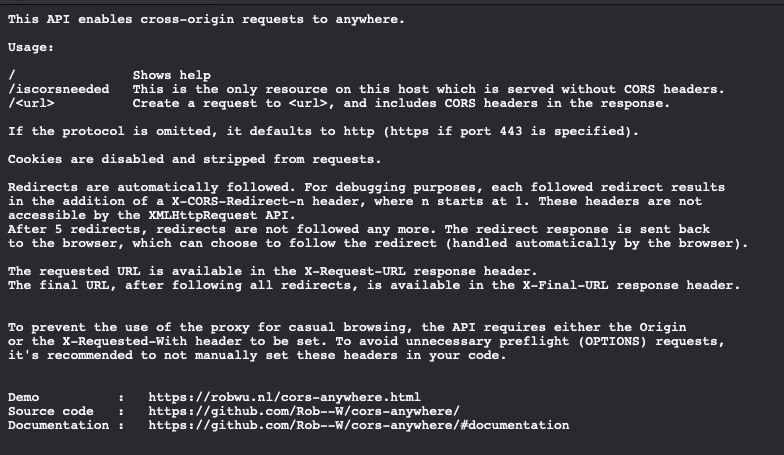 This API enables cross-origin requests to anywhere.
Usage:
/ Shows help
/iscorsneeded This is the only resource on this host which is served without CORS headers.
/<url> Create a request to <url>, and includes CORS headers in the response.
If the protocol is omitted, it defaults to http (https if port 443 is specified).
Cookies are disabled and stripped from requests.
Redirects are automatically followed. For debugging purposes, each followed redirect results
in the addition of a X-CORS-Redirect-n header, where n starts at 1. These headers are not
accessible by the XMLHttpRequest API.
After 5 redirects, redirects are not followed any more. The redirect response is sent back
to the browser, which can choose to follow the redirect (handled automatically by the browser).
The requested URL is available in the X-Request-URL response header.
The final URL, after following all redirects, is available in the X-Final-URL response header.
To prevent the use of the proxy for casual browsing, the API requires either the Origin
or the X-Requested-With header to be set. To avoid unnecessary preflight (OPTIONS) requests,
it's recommended to not manually set these headers in your code.
Demo : https://robwu.nl/cors-anywhere.html
Source code : https://github.com/Rob--W/cors-anywhere/
Documentation : https://github.com/Rob--W/cors-anywhere/#documentation